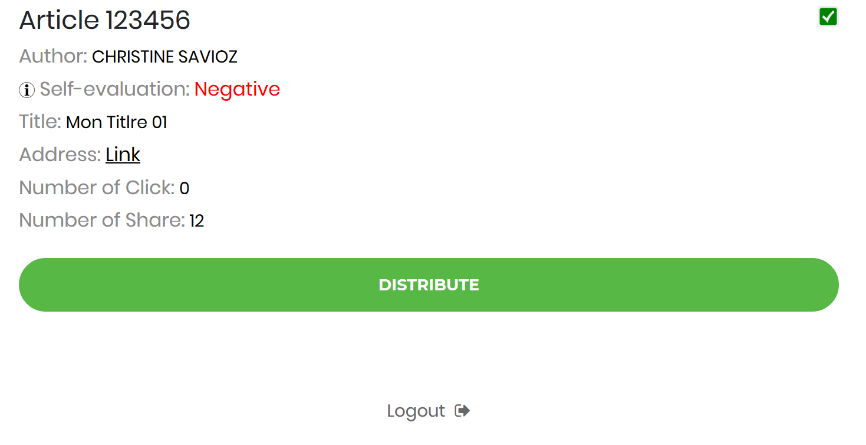 Article 123456
Author: CHRISTINE SAVIOZ
Self-evaluation: Negative
Title: Mon Titlre 01
Address: Link
Number of Click: 0
Number of Share: 12
DISTRIBUTE
Logout